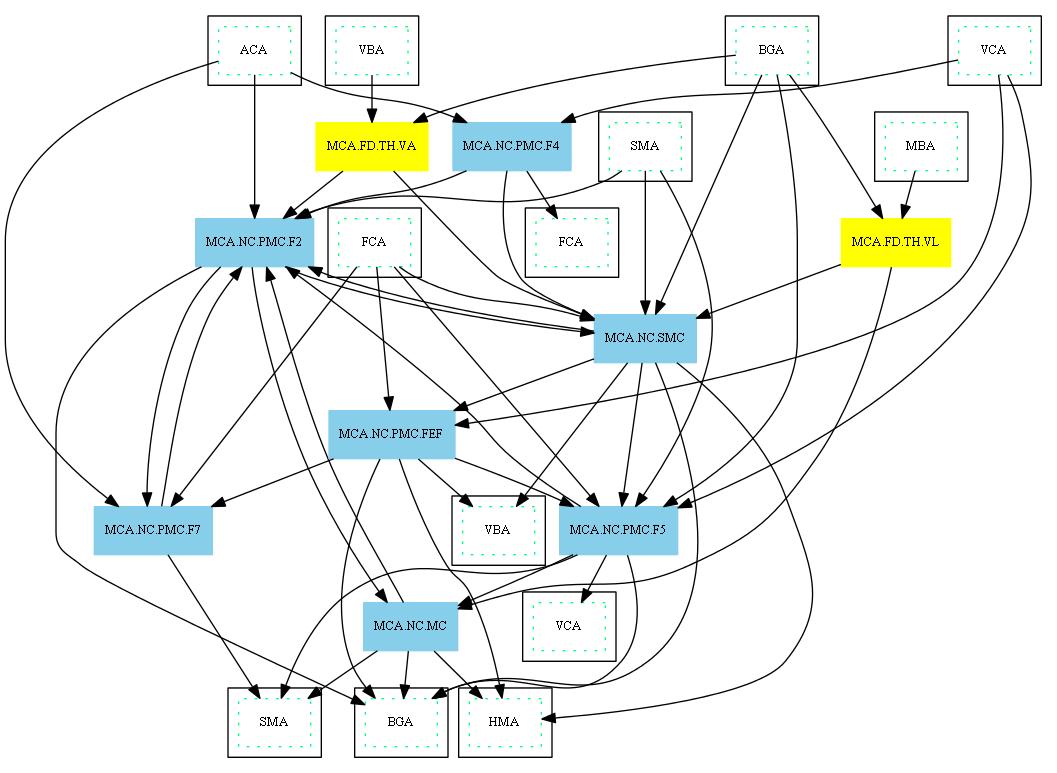 ACA
VBA
BGA
VCA
MCA.FD.TH.VA
MCA.NC.PMC.F4
SMA
MBA
MCA.NC.PMC.F2
FCA
FCA
MCA.FD.TH.VL
MCA.NC.SMC
MCA.NC.PMC.FEF
MCA.NC.PMC.F7
VBA
MCA.NC.PMC.F5
MCA.NC.MC
VCA
SMA
BGA
HMA